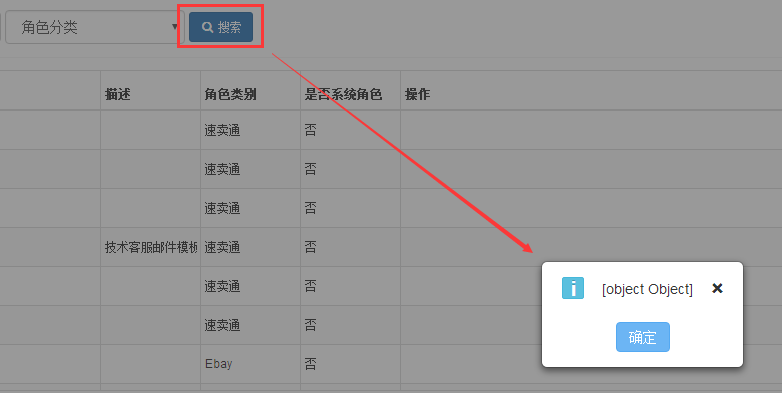 角色分类
搜索
描述 角色类别 是否系统角色 操作
速卖通 否
速卖通 否
速卖通 否
技术客服邮件模板 速卖通 否
速卖通 否
速卖通 否
Ebay 否
[object Object]
确定